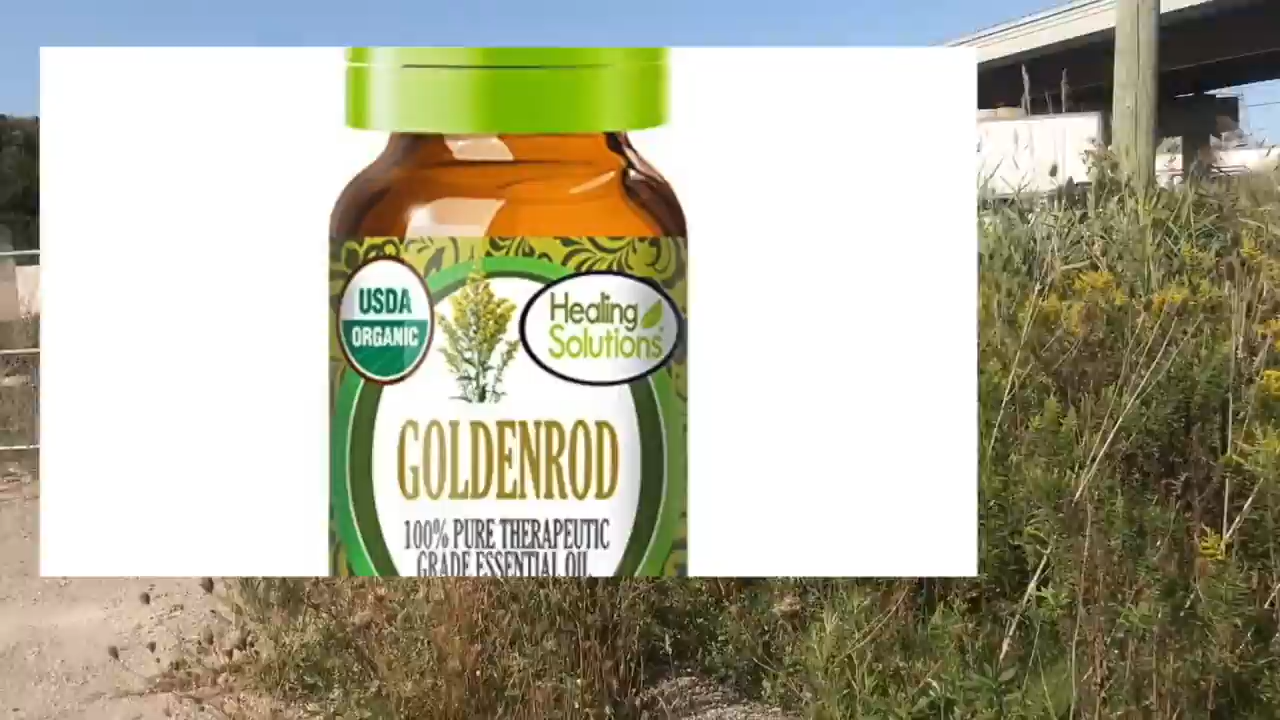 USDA
ORGANIC
Healing
Solutions
GOLDENROD
100% PURE THERAPEUTIC
GRADE ESSENTIAL OIL